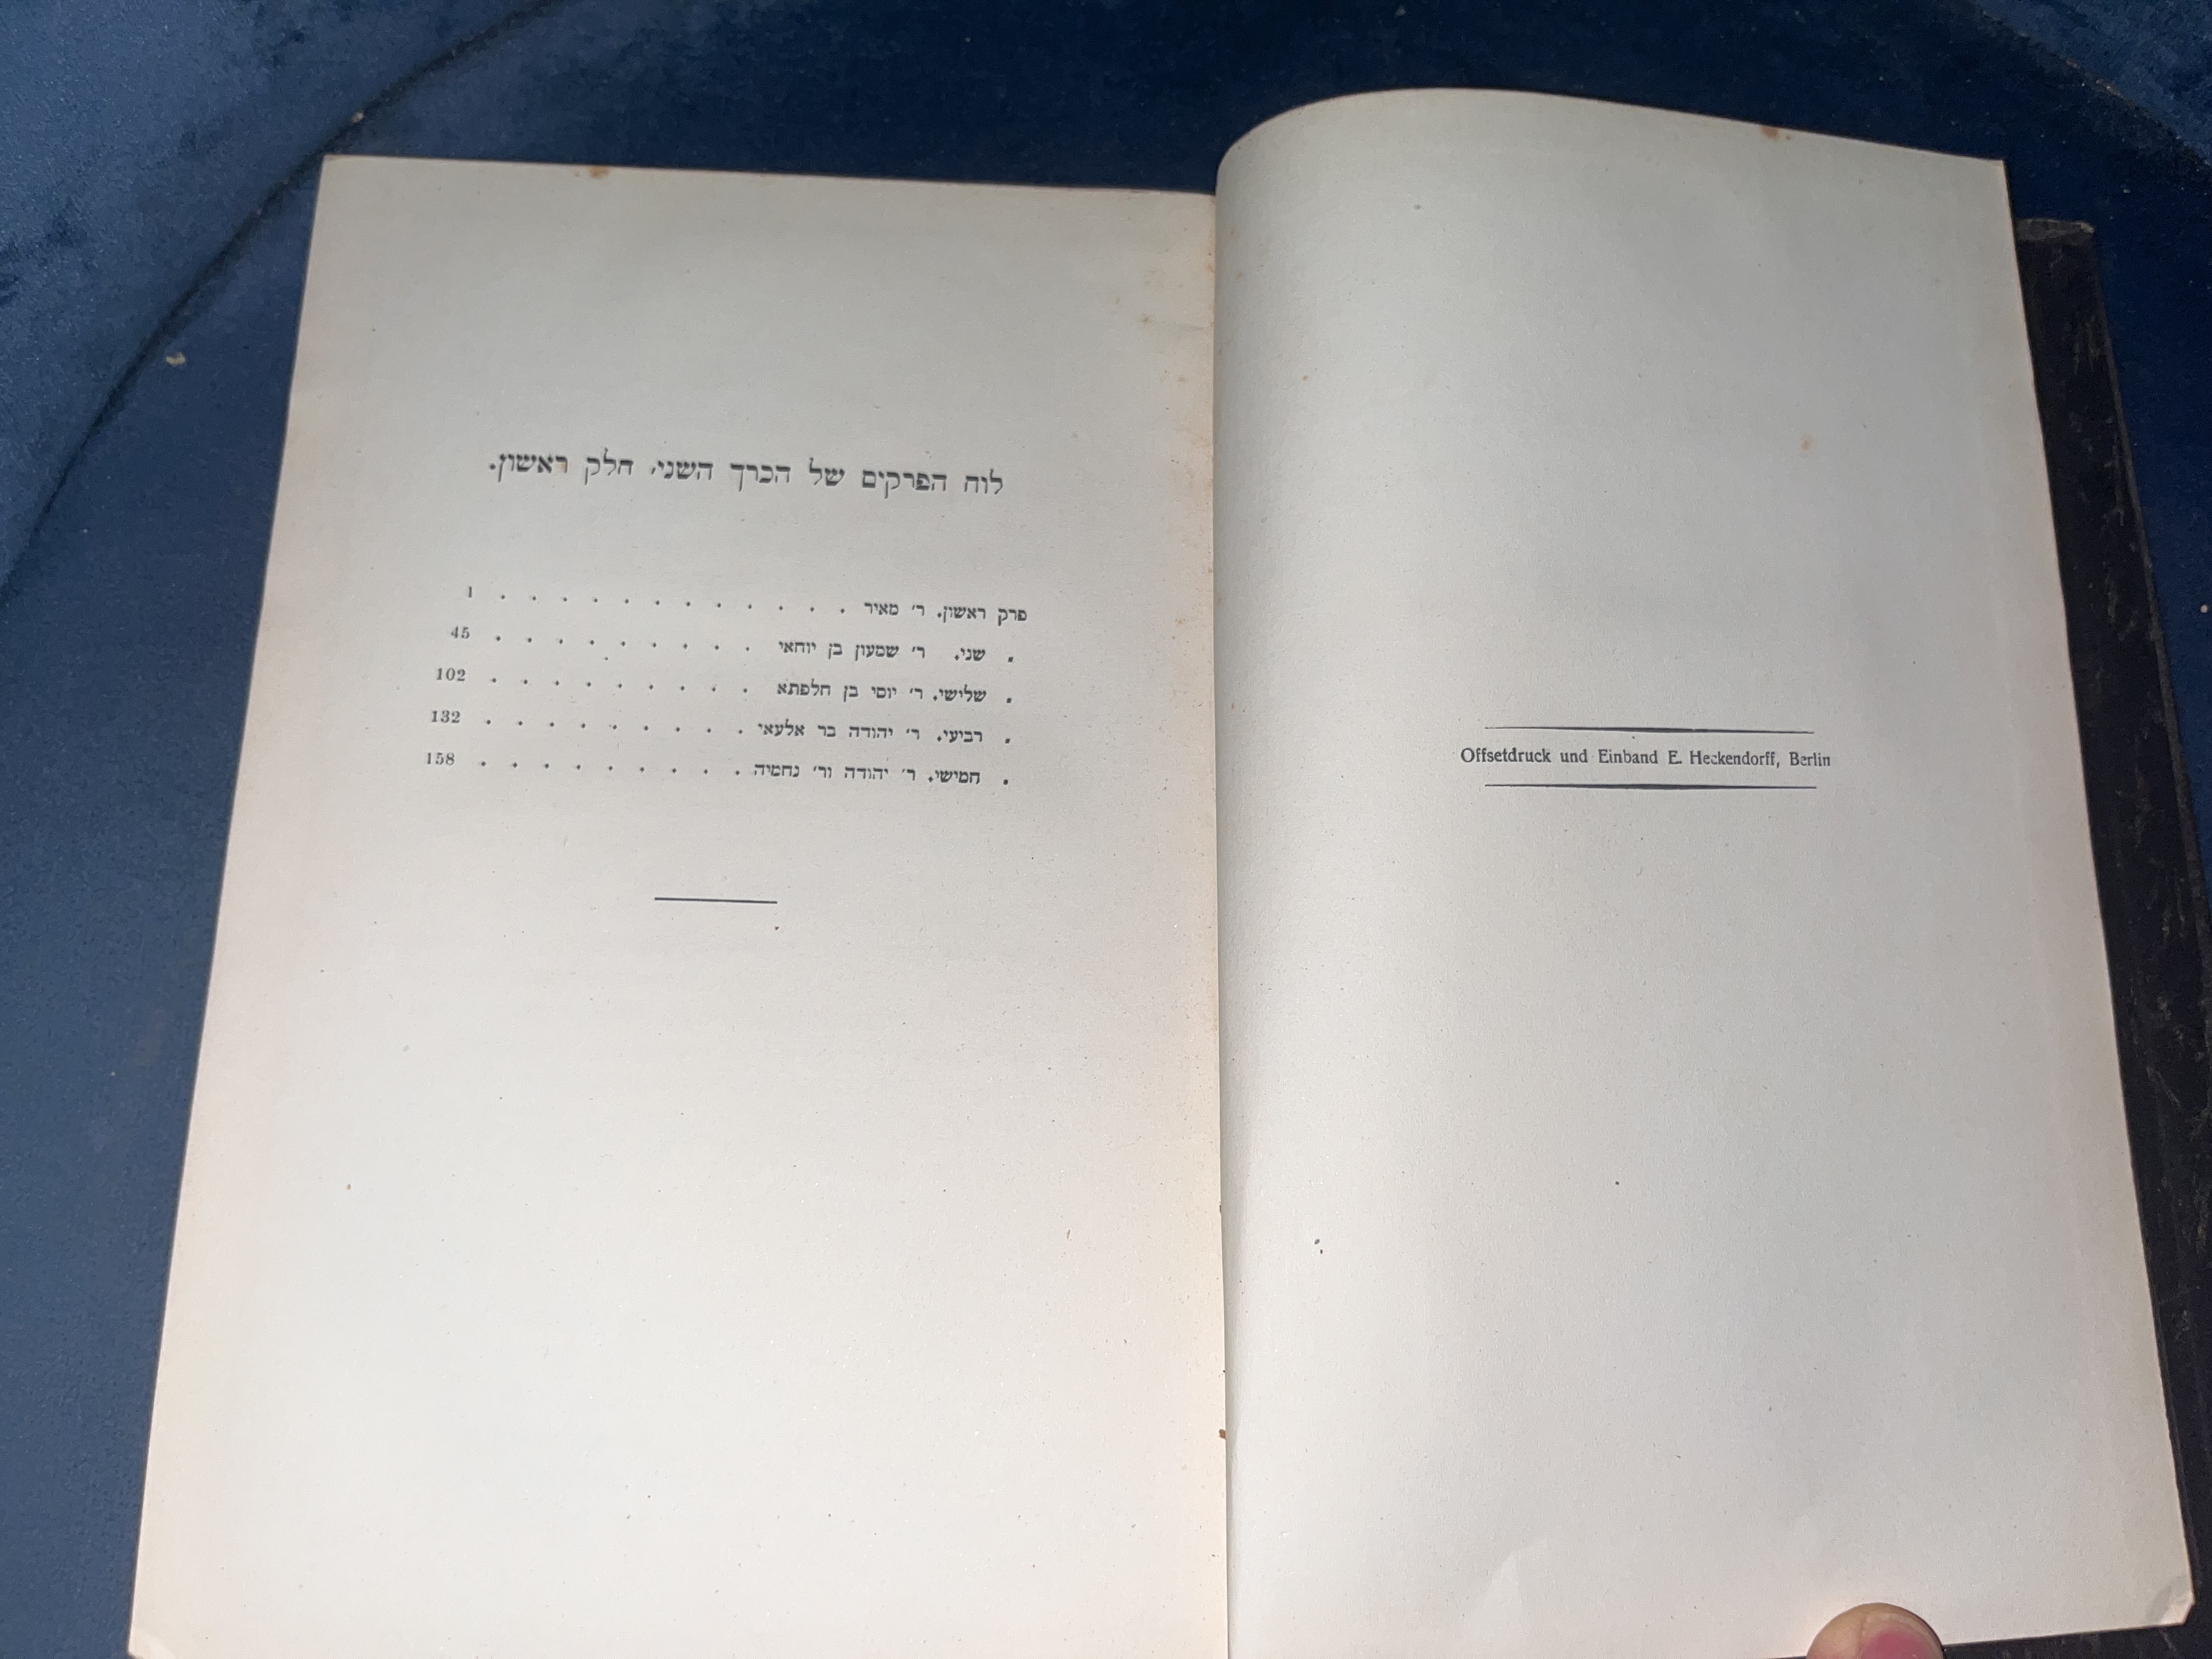 Offsetdruck und Einband E. Heckendorff, Berlin
לוח הפרקים של הכרך השני, חלק ראשון.
פרק ראשון. ר׳ מאיר . . . . . . . . . . . . 1
„ שני. ר׳ שמעון בן יוחאי . . . . . . . . . 45
„ שלישי. ר׳ יוסי בן חלפתא . . . . . . . . . 102
„ רביעי. ר׳ יהודה בר אלעאי . . . . . . . . . 132
„ חמישי. ר׳ יהודה ור׳ נחמיה . . . . . . . . . 158